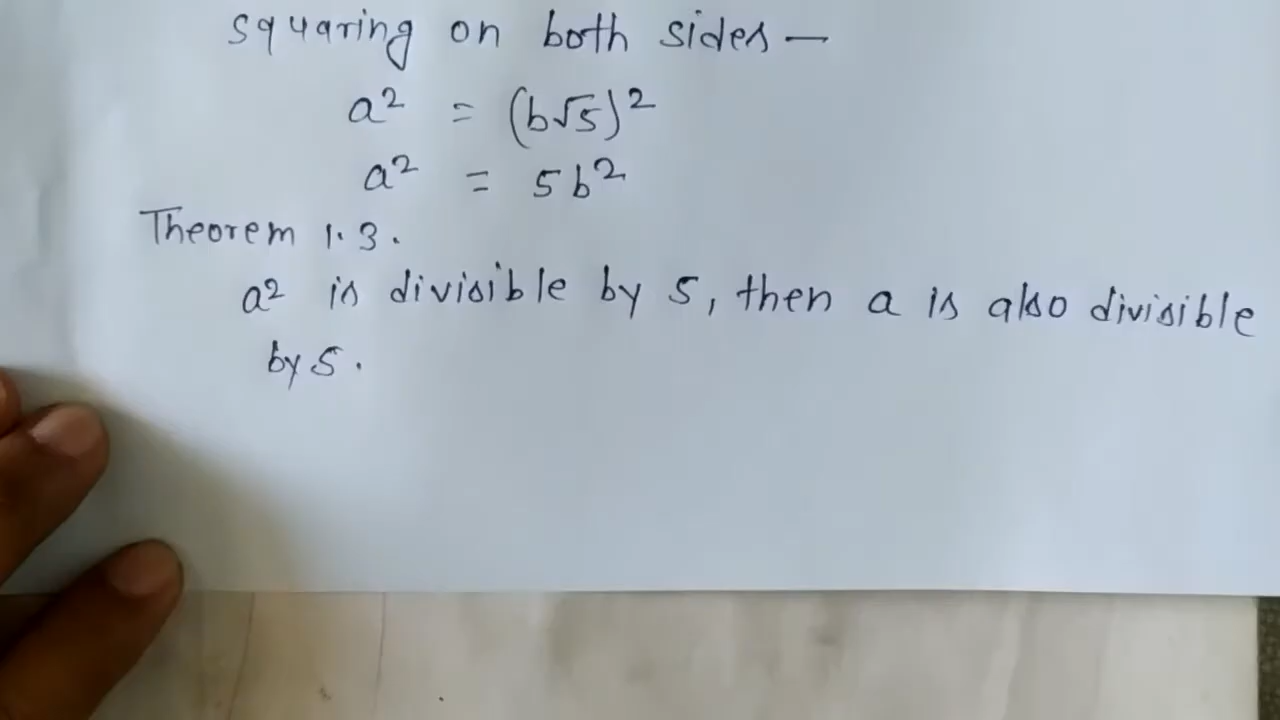 squaring on both sides —
a² = (b√5)²
a² = 5b²
Theorem 1.3.
a² is divisible by 5, then a is also divisible
by 5.